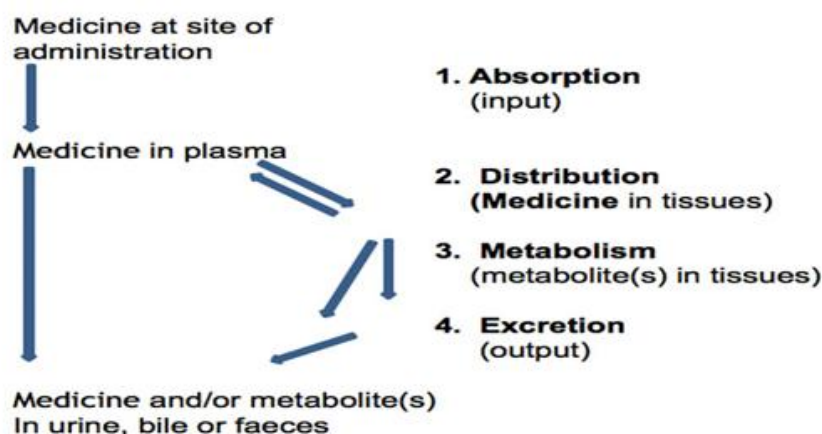 Medicine at site of
administration
1. Absorption
(input)
Medicine in plasma
2. Distribution
(Medicine in tissues)
3. Metabolism
(metabolite(s) in tissues)
4. Excretion
(output)
Medicine and/or metabolite(s)
In urine, bile or faeces